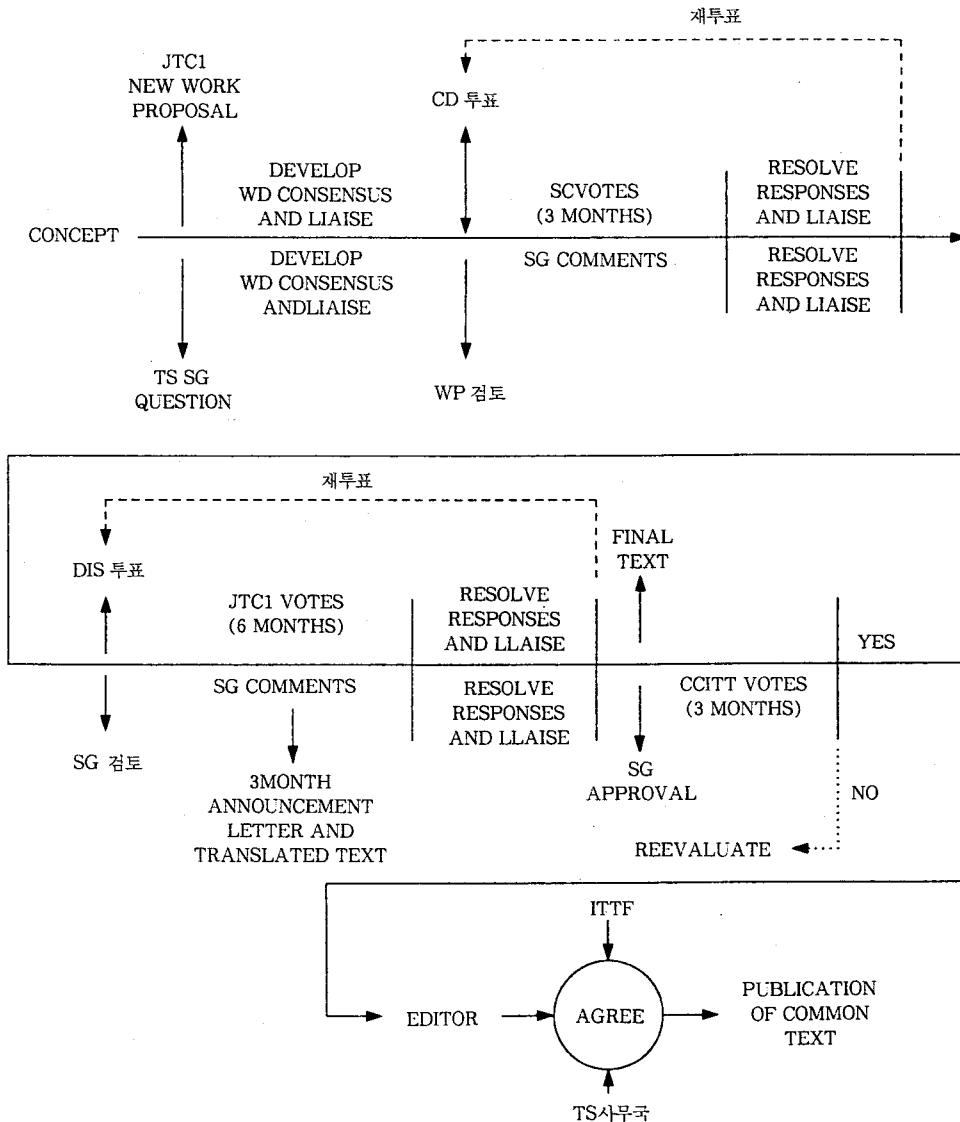 재투표
JTC1
NEW WORK
PROPOSAL
CD 투표
DEVELOP
WD CONSENSUS
AND LIAISE
SCVOTES
(3 MONTHS)
RESOLVE
RESPONSES
AND LIAISE
CONCEPT
DEVELOP
WD CONSENSUS
ANDLIAISE
SG COMMENTS
RESOLVE
RESPONSES
AND LIAISE
TS SG
QUESTION
WP 검토
재투표
DIS 투표
FINAL
TEXT
JTC1 VOTES
(6 MONTHS)
RESOLVE
RESPONSES
AND LLAISE
YES
SG COMMENTS
RESOLVE
RESPONSES
AND LLAISE
CCITT VOTES
(3 MONTHS)
SG 검토
3MONTH
ANNOUNCEMENT
LETTER AND
TRANSLATED TEXT
SG
APPROVAL
NO
REEVALUATE
ITTF
EDITOR
AGREE
PUBLICATION
OF COMMON
TEXT
TS사무국